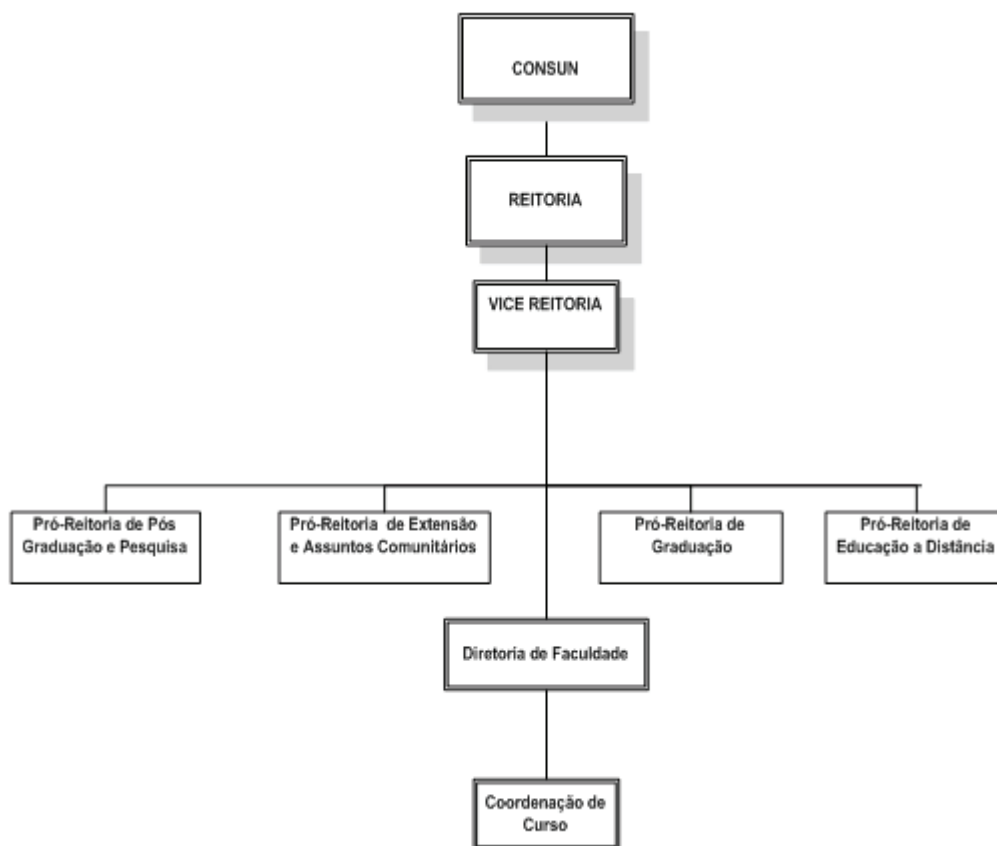 CONSUN
REITORIA
VICE REITORIA
Pró-Reitoria de Pós
Graduação e Pesquisa
Pró-Reitoria de Extensão
e Assuntos Comunitários
Pró-Reitoria de
Graduação
Pró-Reitoria de
Educação a Distância
Diretoria de Faculdade
Coordenação de
Curso